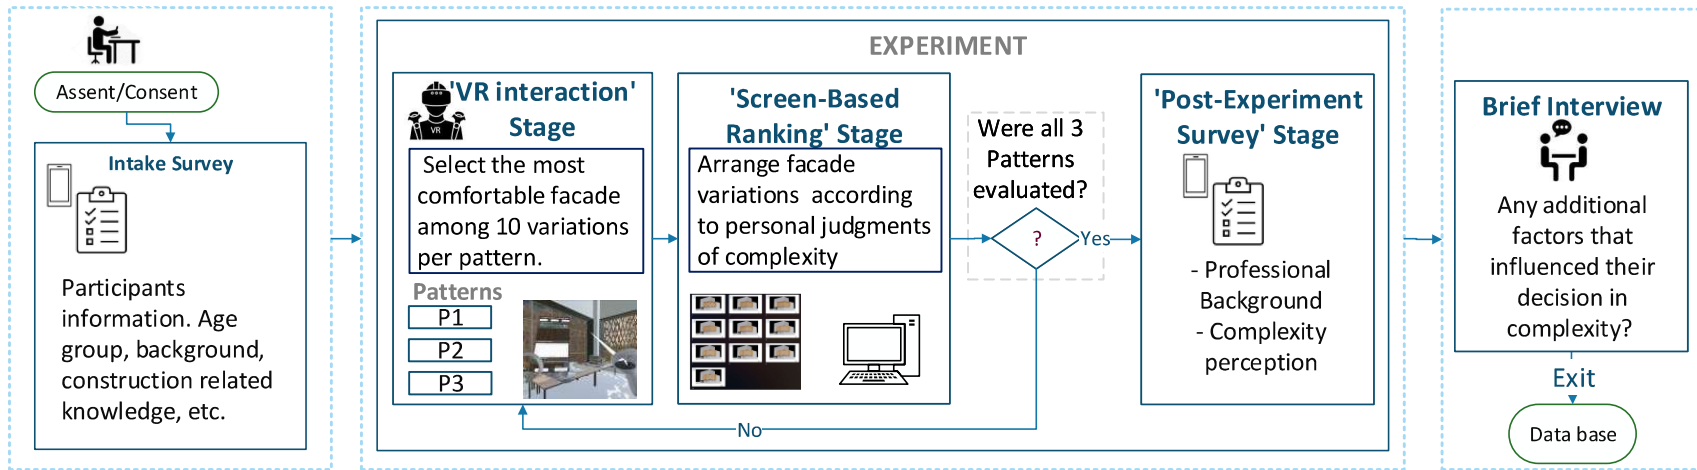 Assent/Consent
Intake Survey
Participants
information. Age
group, background,
construction related
knowledge, etc.
EXPERIMENT
'VR interaction'
Stage
VR
Select the most
comfortable facade
among 10 variations
per pattern.
Patterns
P1
P2
P3
'Screen-Based
Ranking' Stage
Arrange facade
variations according
to personal judgments
of complexity
Were all 3
Patterns
evaluated?
?
Yes
No
'Post-Experiment
Survey' Stage
- Professional
Background
- Complexity
perception
Brief Interview
Any additional
factors that
influenced their
decision in
complexity?
Exit
Data base